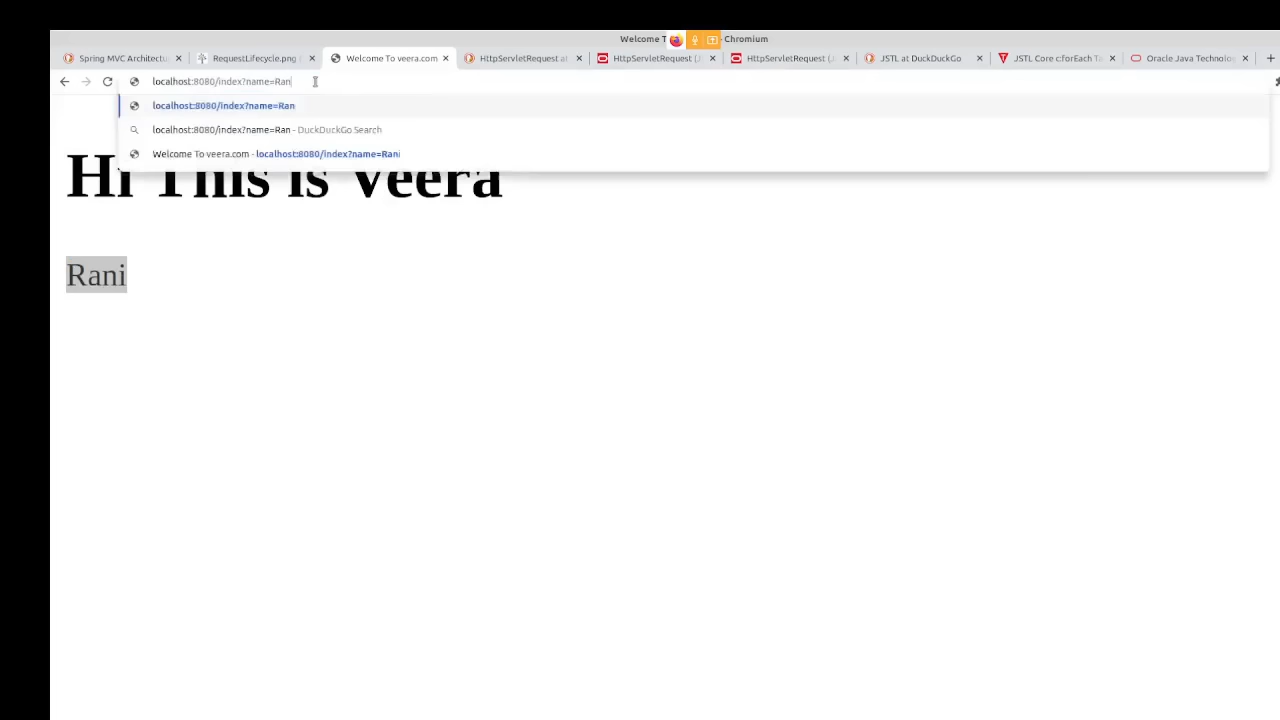 Welcome T - Chromium
Spring MVC Architectu
RequestLifecycle.png (
Welcome To veera.com
HttpServletRequest at
HttpServletRequest (J
HttpServletRequest (J
JSTL at DuckDuckGo
JSTL Core c:forEach Ta
Oracle Java Technolog
localhost:8080/index?name=Ran
localhost:8080/index?name=Ran
localhost:8080/index?name=Ran - DuckDuckGo Search
Welcome To veera.com - localhost:8080/index?name=Rani
Hi This is Veera
Rani